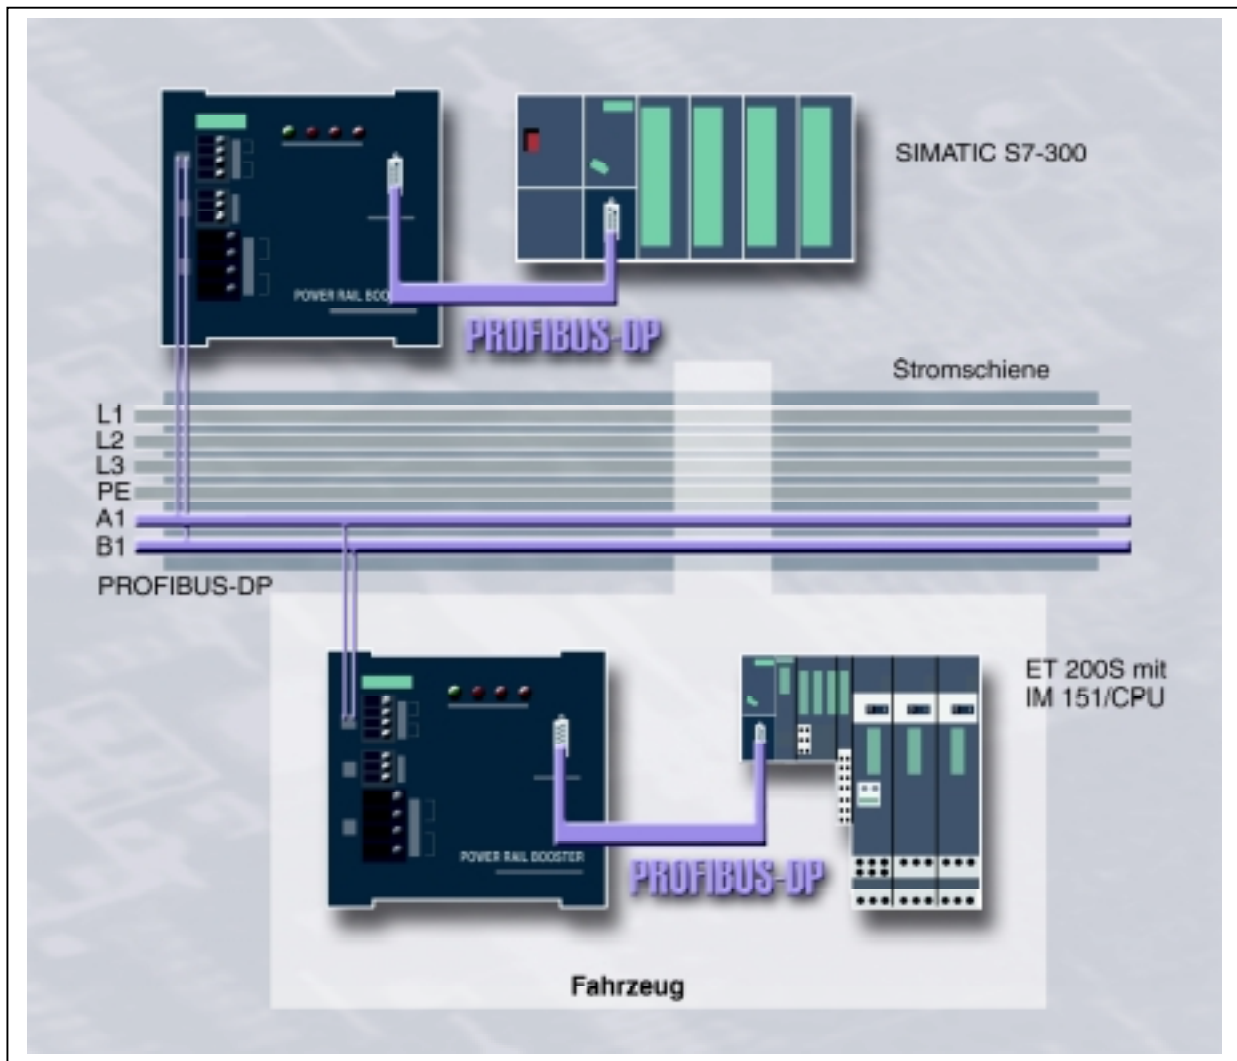 SIMATIC S7-300
POWER RAIL BOO
PROFIBUS-DP
Stromschiene
L1
L2
L3
PE
A1
B1
PROFIBUS-DP
ET 200S mit
IM 151/CPU
POWER RAIL BOOSTER
PROFIBUS-DP
Fahrzeug